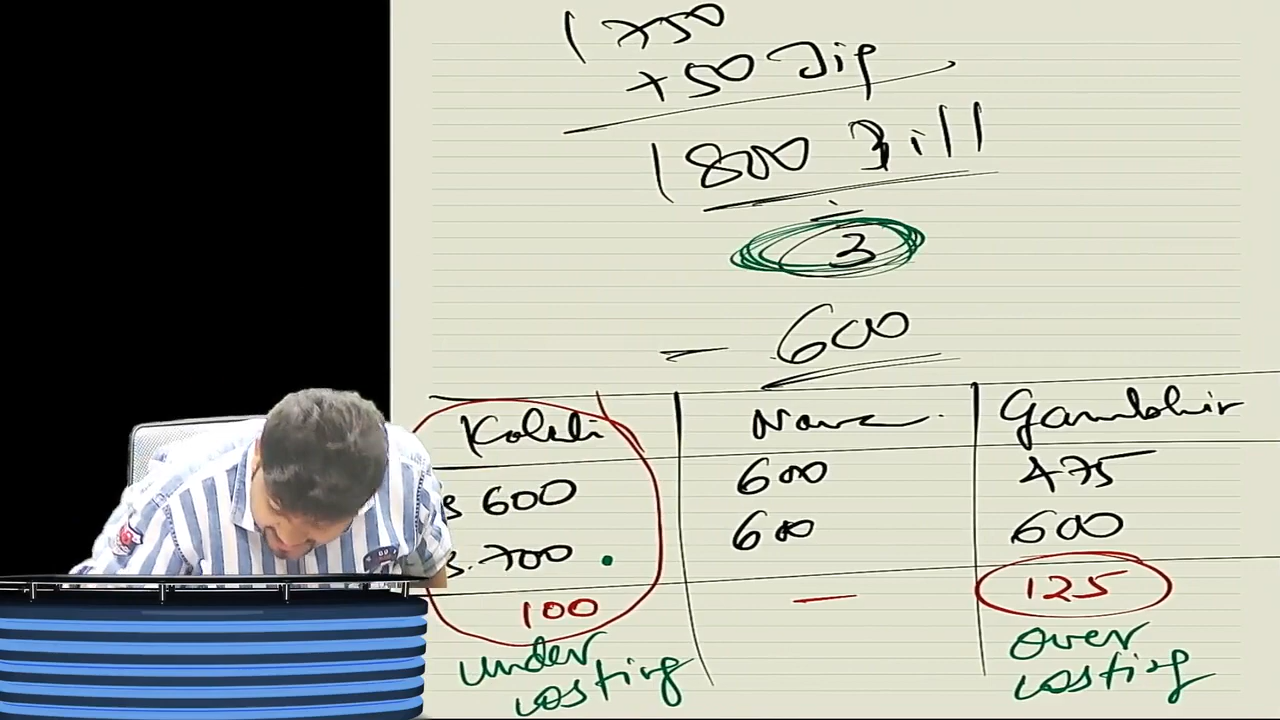 1750
+50 Tip
1800 Bill
÷
3
= 600
Kohli
Gambhir
600 600 475
700 600 600
100 — 125
under costing
over costing